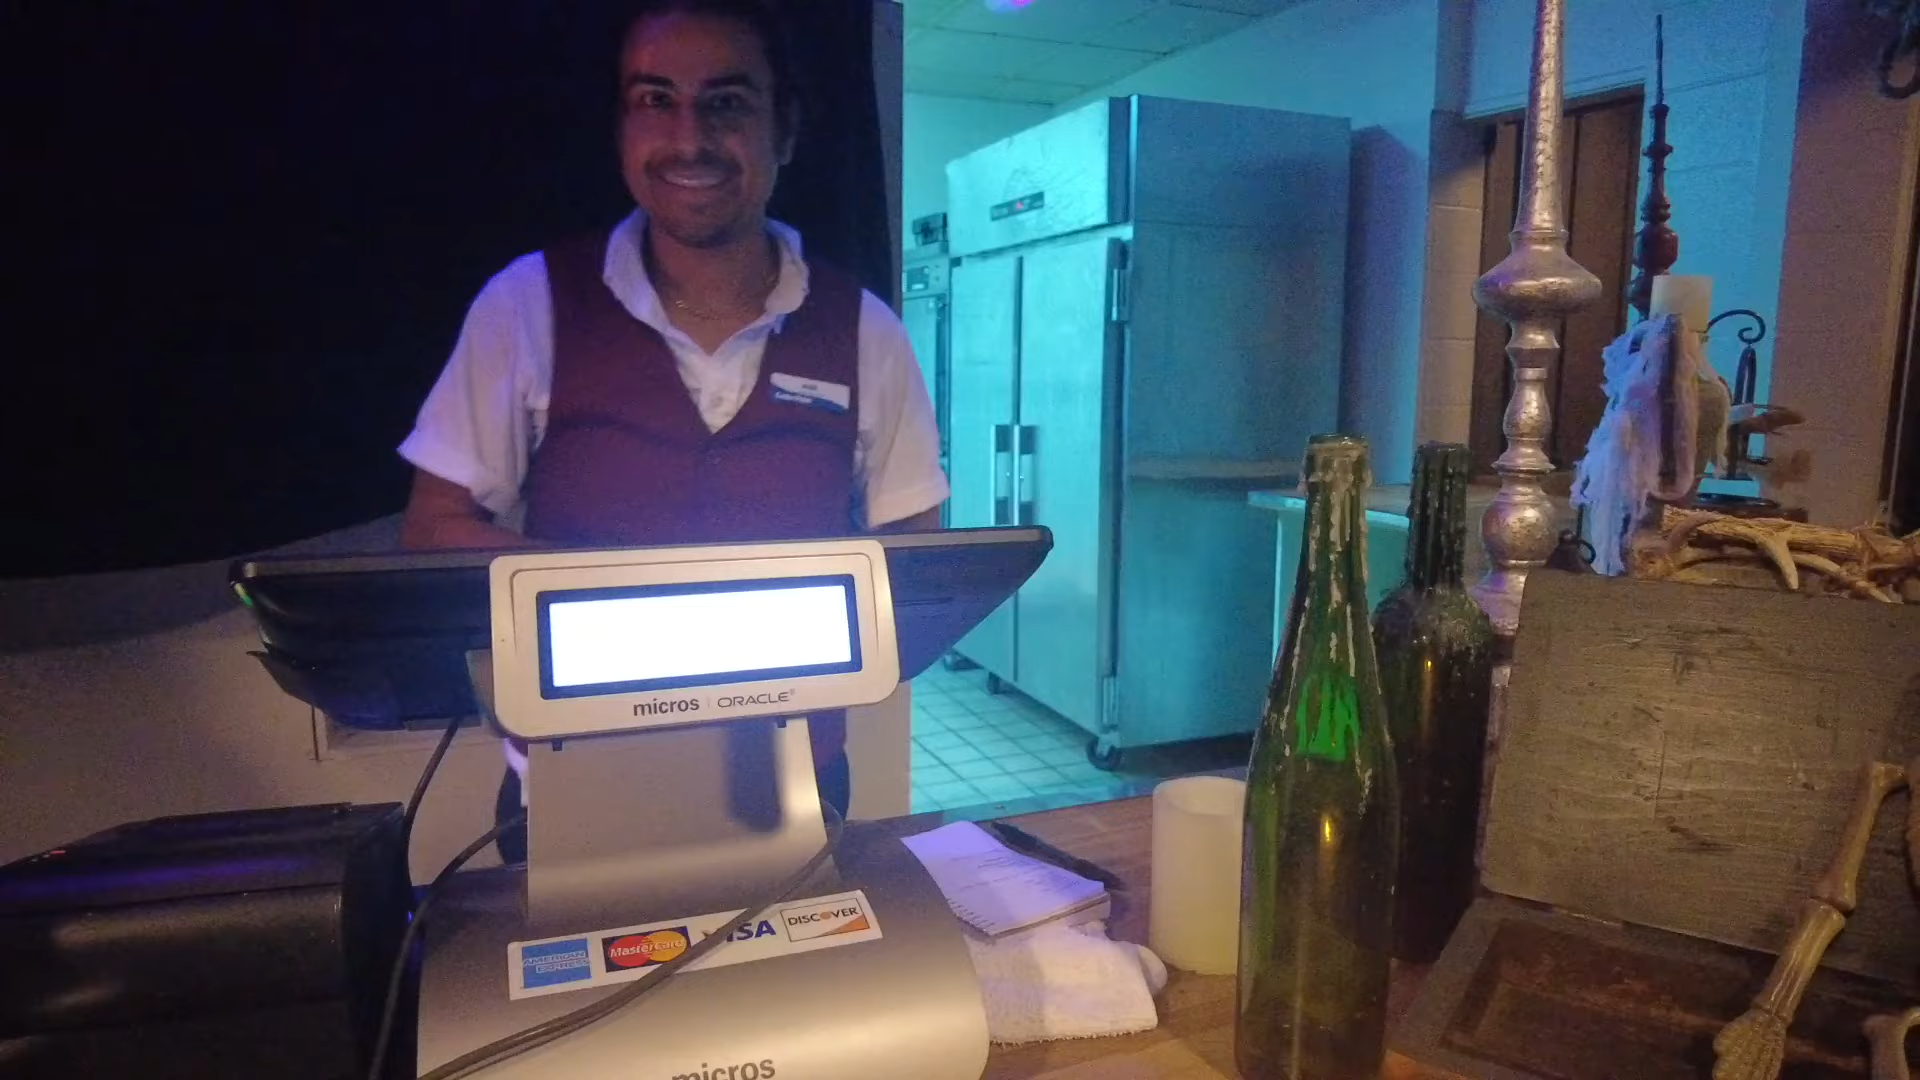 micros | ORACLE®
AMERICAN
EXPRESS
MasterCard
VISA
DISCOVER
micros